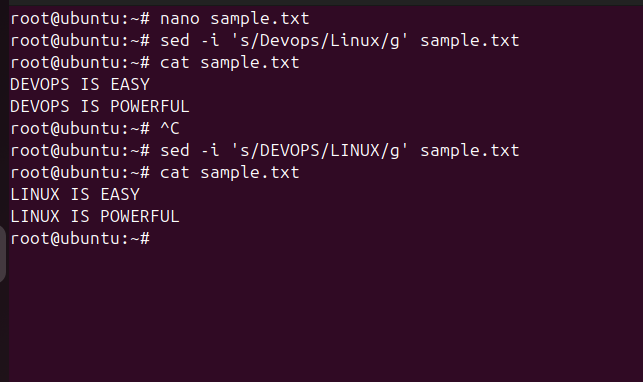 root@ubuntu:~# nano sample.txt
root@ubuntu:~# sed -i 's/Devops/Linux/g' sample.txt
root@ubuntu:~# cat sample.txt
DEVOPS IS EASY
DEVOPS IS POWERFUL
root@ubuntu:~# ^C
root@ubuntu:~# sed -i 's/DEVOPS/LINUX/g' sample.txt
root@ubuntu:~# cat sample.txt
LINUX IS EASY
LINUX IS POWERFUL
root@ubuntu:~#